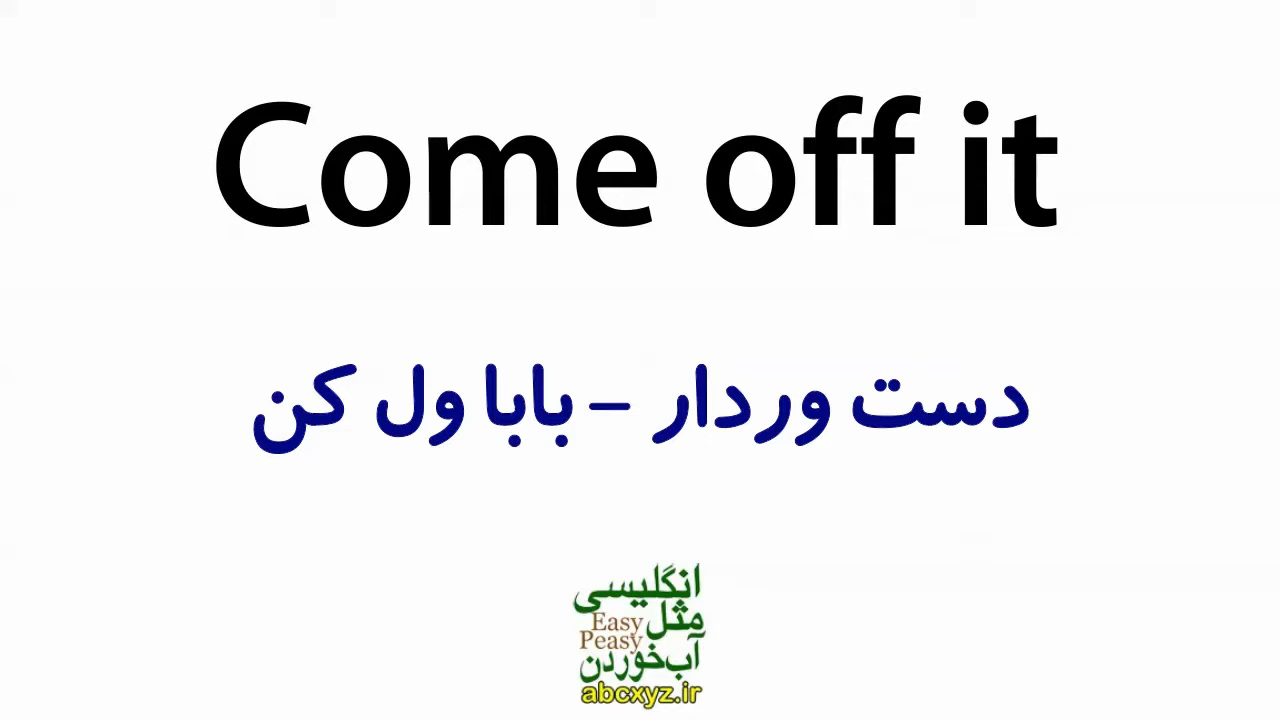 Come off it
دست وردار - بابا ول کن
انگلیسی
مثل Easy
Peasy
آب خوردن
abcxyz.ir